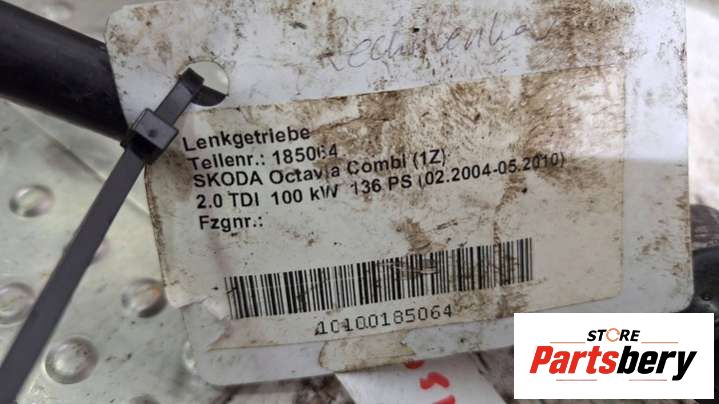 Lenkgetriebe
Teilenr.: 185064
SKODA Octavia Combi (1Z)
2.0 TDI 100 kW 136 PS (02.2004-05.2010)
Fzgnr.:
10100185064
STORE
Partsbery